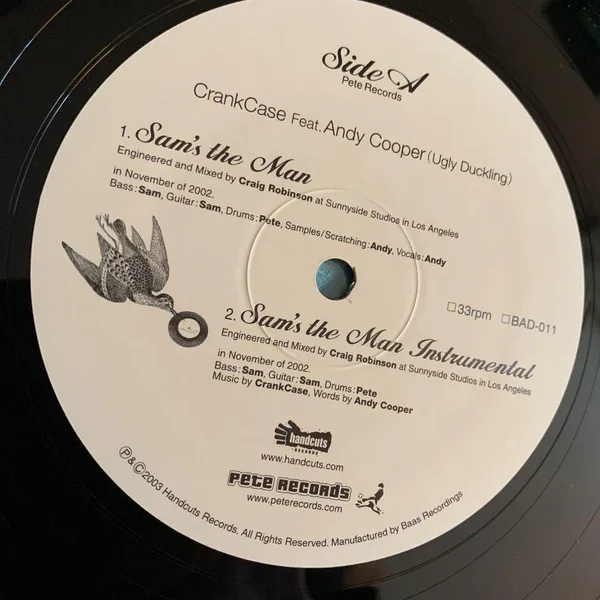 Side A
Pete Records
CrankCase Feat. Andy Cooper (Ugly Duckling)
1. Sam's the Man
Engineered and Mixed by Craig Robinson at Sunnyside Studios in Los Angeles
in November of 2002.
Bass : Sam, Guitar : Sam, Drums : Pete, Samples/Scratching : Andy, Vocals : Andy
33rpm BAD-011
2. Sam's the Man Instrumental
Engineered and Mixed by Craig Robinson at Sunnyside Studios in Los Angeles
in November of 2002.
Bass : Sam, Guitar : Sam, Drums : Pete
Music by CrankCase, Words by Andy Cooper
handcuts
RECORDS
www.handcuts.com
PETE RECORDS
www.peterecords.com
℗ & © 2003 Handcuts Records. All Rights Reserved. Manufactured by Baas Recordings